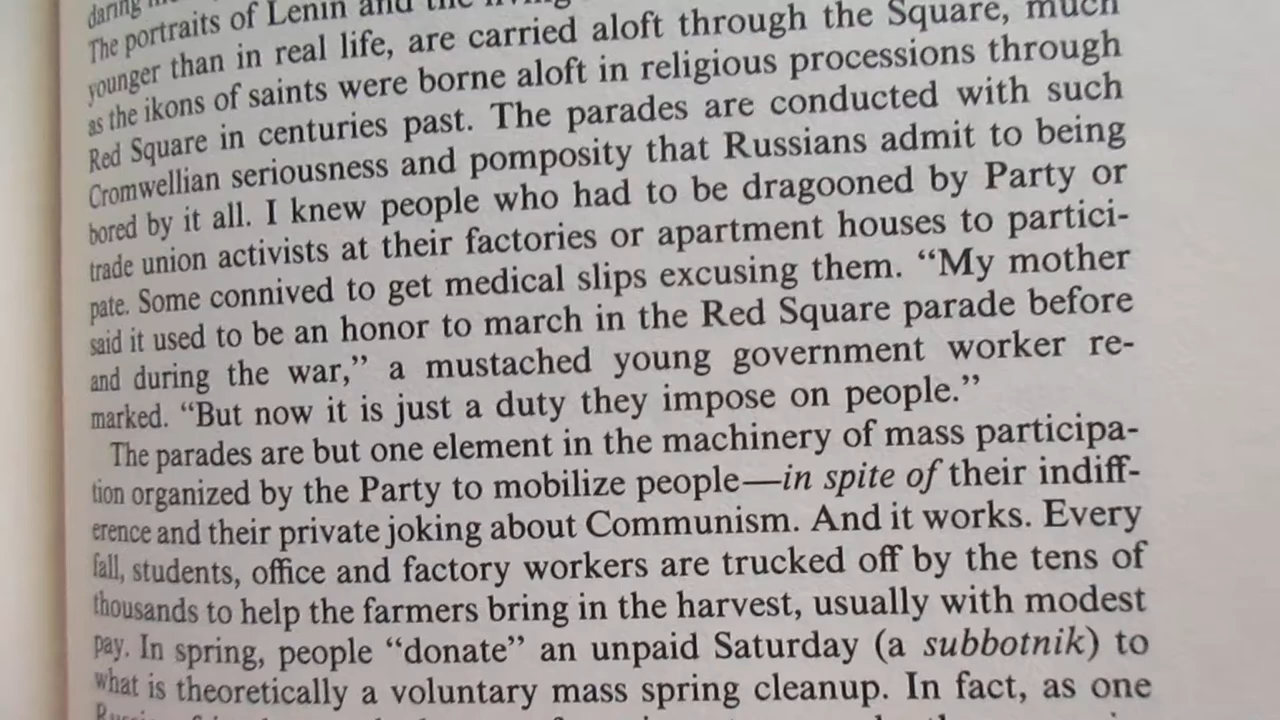 daring
The portraits of Lenin and the living
younger than in real life, are carried aloft through the Square, much
as the ikons of saints were borne aloft in religious processions through
Red Square in centuries past. The parades are conducted with such
Cromwellian seriousness and pomposity that Russians admit to being
bored by it all. I knew people who had to be dragooned by Party or
trade union activists at their factories or apartment houses to partici-
pate. Some connived to get medical slips excusing them. “My mother
said it used to be an honor to march in the Red Square parade before
and during the war,” a mustached young government worker re-
marked. “But now it is just a duty they impose on people.”
The parades are but one element in the machinery of mass participa-
tion organized by the Party to mobilize people—in spite of their indiff-
erence and their private joking about Communism. And it works. Every
fall, students, office and factory workers are trucked off by the tens of
thousands to help the farmers bring in the harvest, usually with modest
pay. In spring, people “donate” an unpaid Saturday (a subbotnik) to
what is theoretically a voluntary mass spring cleanup. In fact, as one